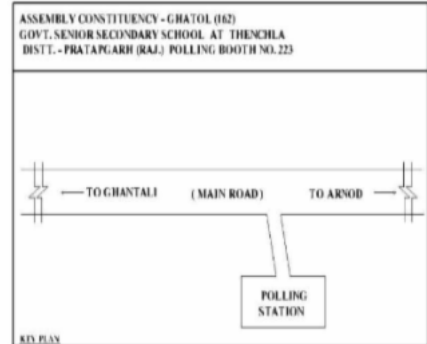 ASSEMBLY CONSTITUENCY - GHATOL (162)
GOVT. SENIOR SECONDARY SCHOOL AT THENCHLA
DISTT. - PRATAPGARH (RAJ.) POLLING BOOTH NO. 223
TO GHANTALI (MAIN ROAD) TO ARNOD
POLLING
STATION
KEY PLAN